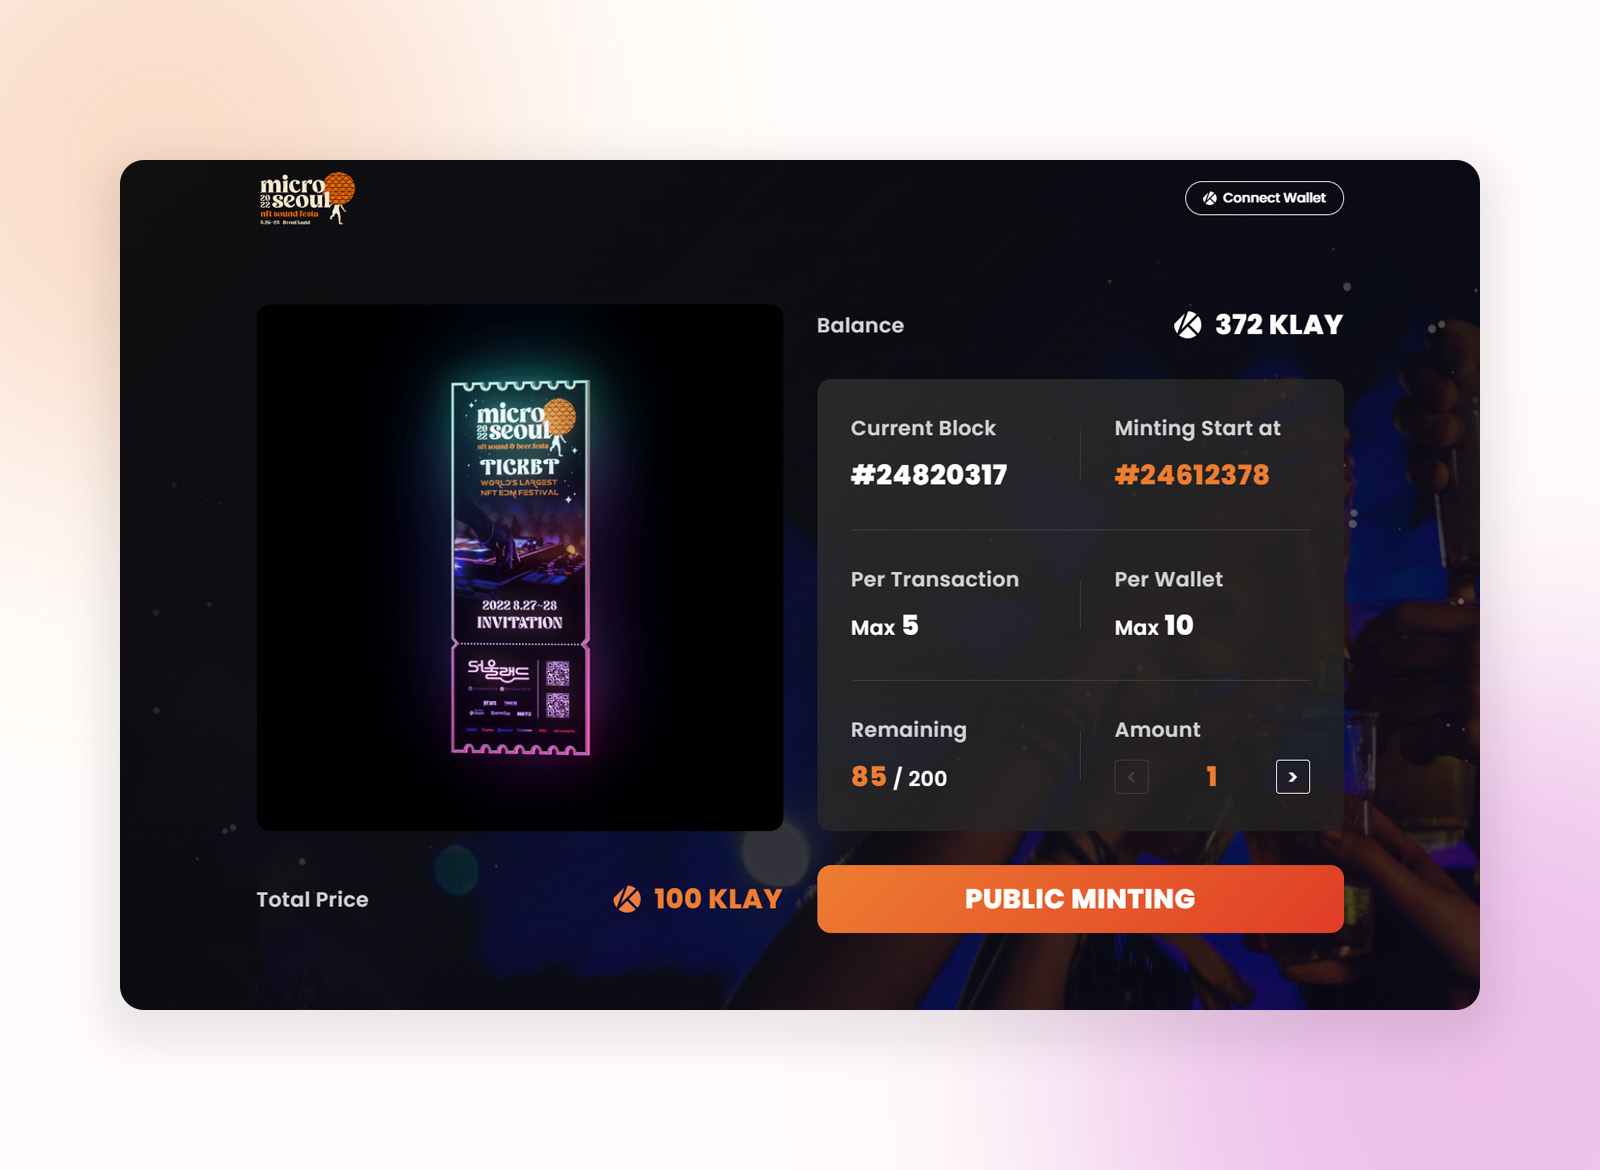 micro
2022 seoul
nft sound festa
8.26-28 Seoul Land
Connect Wallet
micro
2022 seoul
nft sound & beer festa
TICKET
WORLD'S LARGEST
NFT EDM FESTIVAL
2022 8.27~28
INVITATION
서울랜드
Balance
372 KLAY
Current Block
#24820317
Minting Start at
#24612378
Per Transaction
Max 5
Per Wallet
Max 10
Remaining
85 / 200
Amount
< 1 >
Total Price
100 KLAY
PUBLIC MINTING